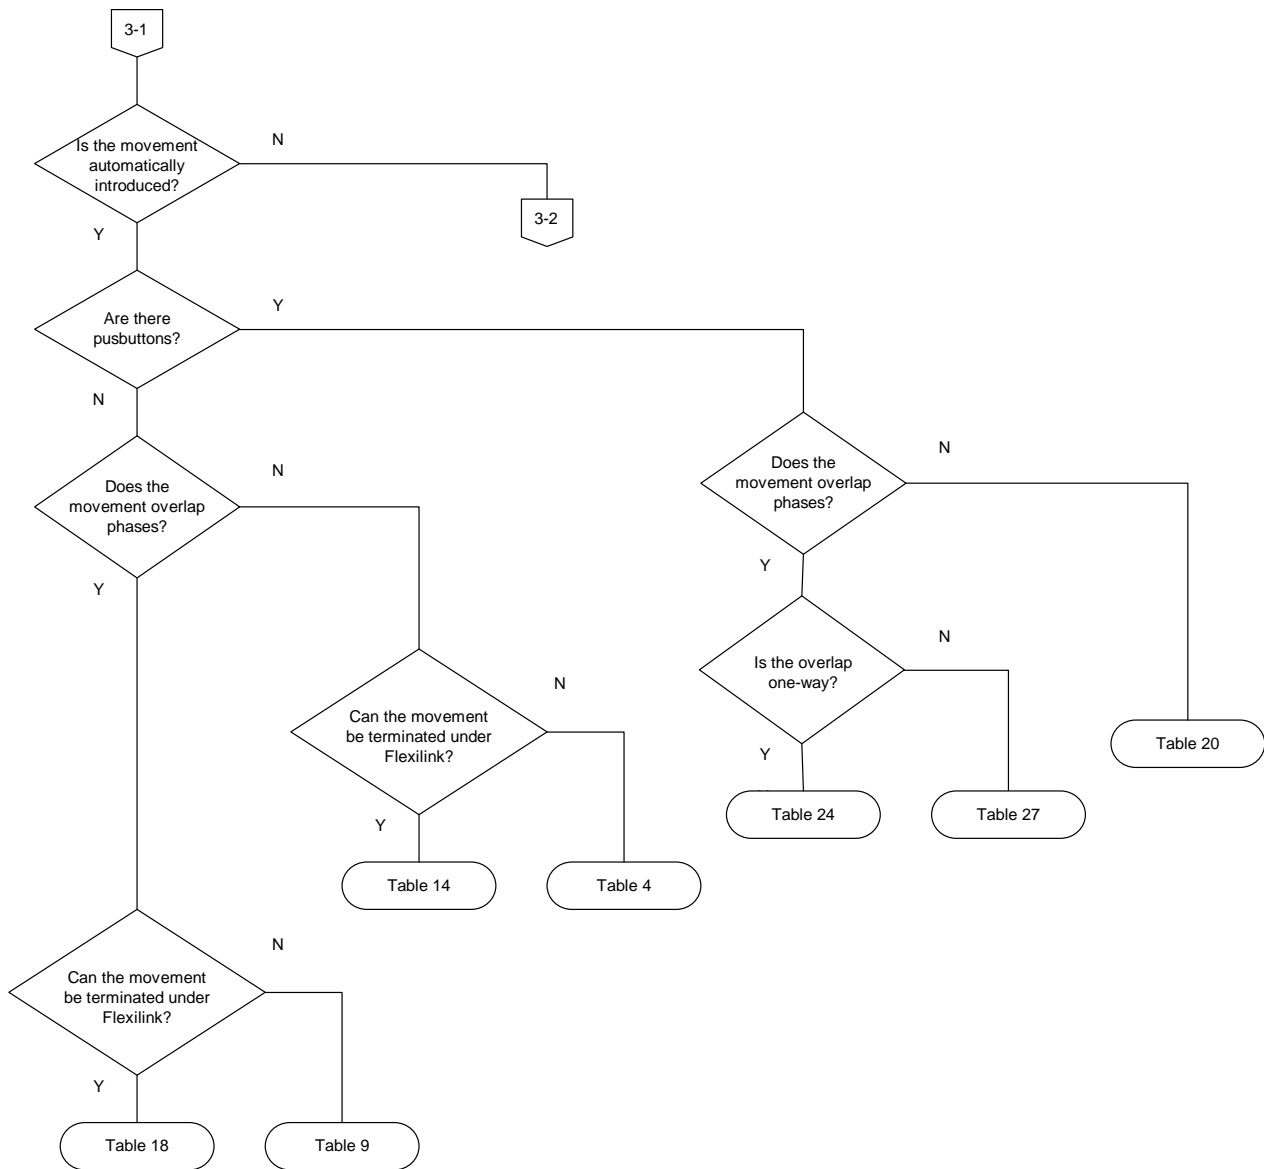 3-1
Is the movement
automatically
introduced?
N
3-2
Y
Are there
pusbuttons?
Y
N
Does the
movement overlap
phases?
N
Y
Does the
movement overlap
phases?
N
Y
Is the overlap
one-way?
N
Y
Table 20
Table 24
Table 27
Can the movement
be terminated under
Flexilink?
N
Y
Table 14
Table 4
Can the movement
be terminated under
Flexilink?
N
Y
Table 18
Table 9